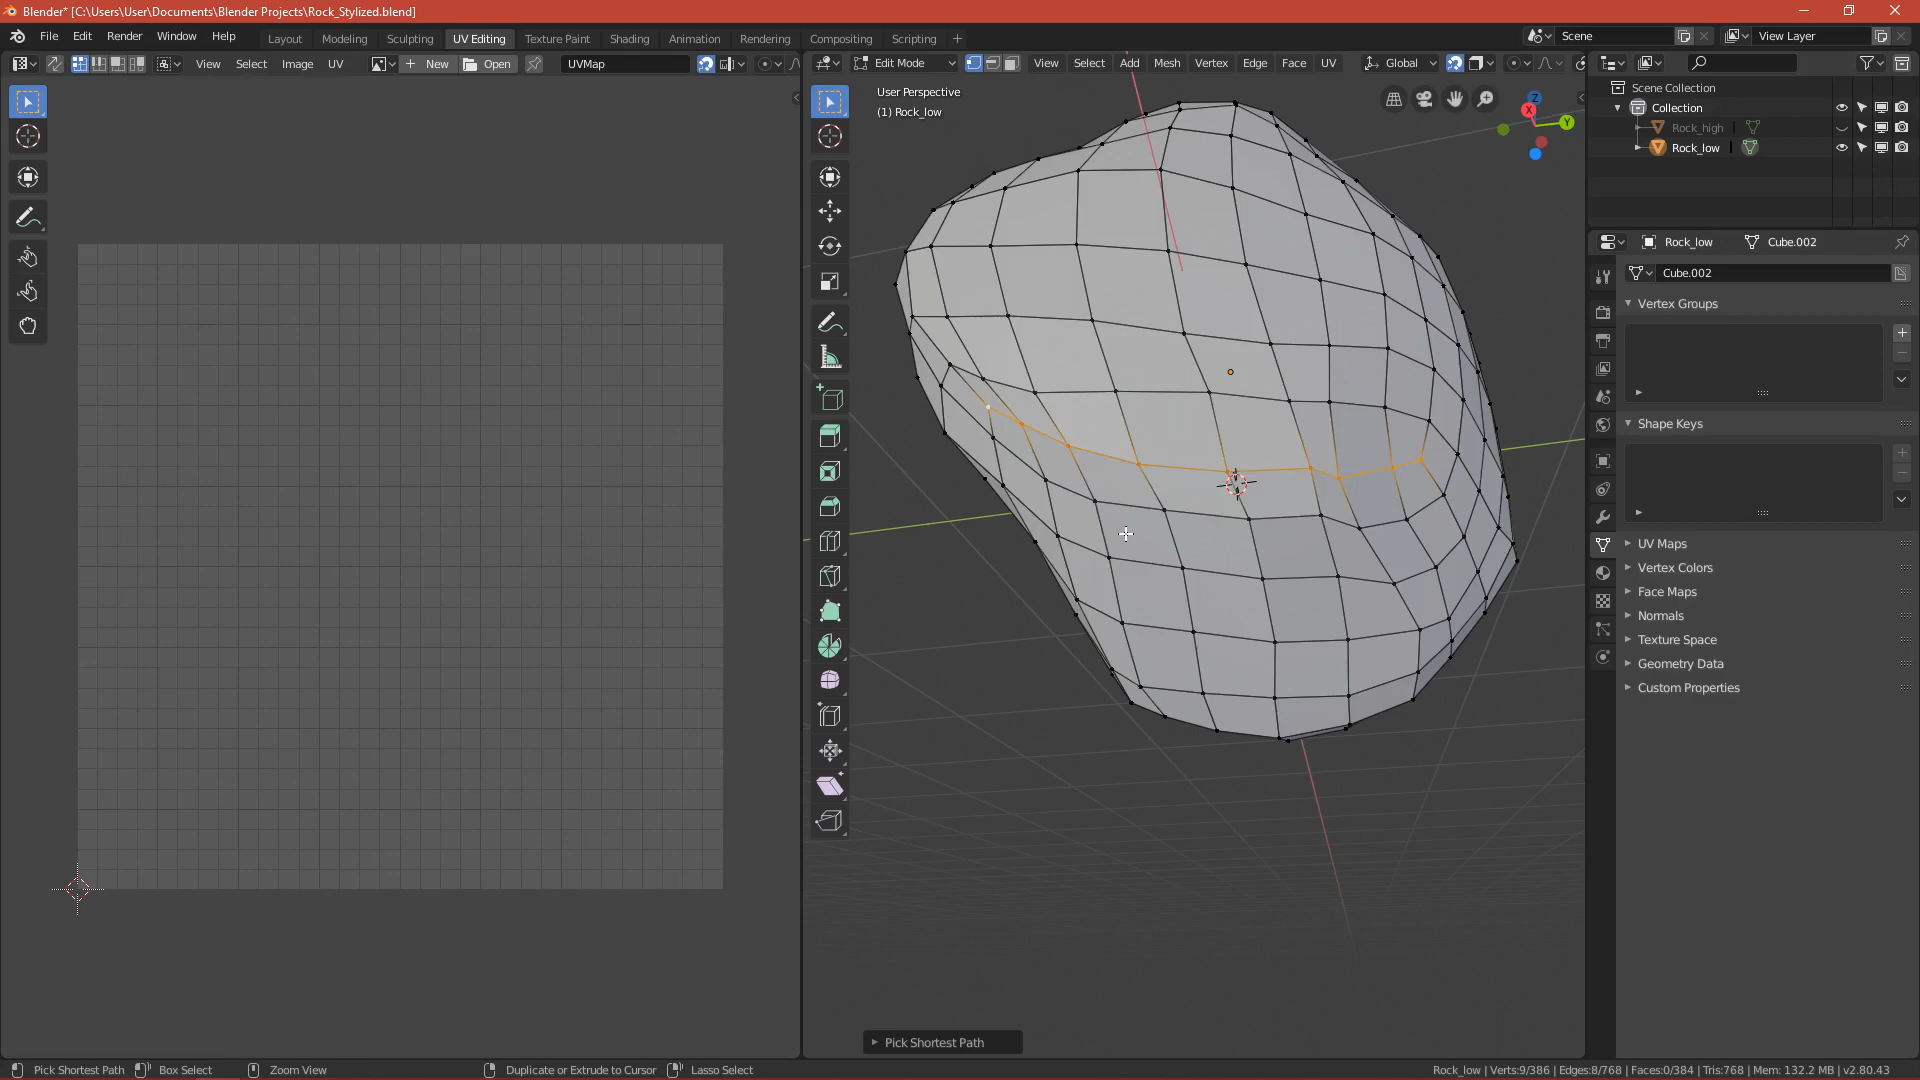 Blender* [C:\Users\User\Documents\Blender Projects\Rock_Stylized.blend]
File Edit Render Window Help Layout Modeling Sculpting UV Editing Texture Paint Shading Animation Rendering Compositing Scripting Scene View Layer
View Select Image UV New Open UVMap Edit Mode View Select Add Mesh Vertex Edge Face UV Global
User Perspective
(1) Rock_low
Z
X
Y
Scene Collection
Collection
Rock_high
Rock_low
Rock_low Cube.002
Cube.002
Vertex Groups
Shape Keys
UV Maps
Vertex Colors
Face Maps
Normals
Texture Space
Geometry Data
Custom Properties
Pick Shortest Path
Pick Shortest Path Box Select Zoom View Duplicate or Extrude to Cursor Lasso Select Rock_low | Verts:9/386 | Edges:8/768 | Faces:0/384 | Tris:768 | Mem: 132.2 MB | v2.80.43